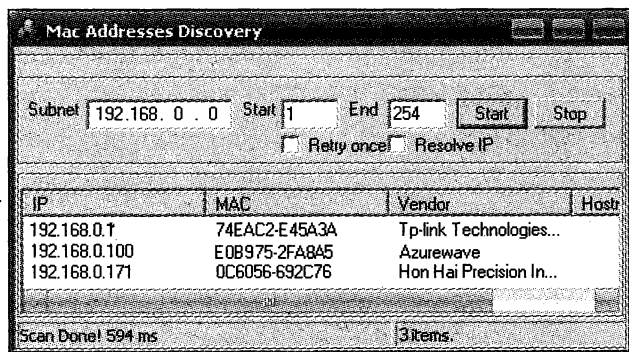 Mac Addresses Discovery
Subnet 192.168. 0 . 0 Start 1 End 254 Start Stop
Retry once Resolve IP
IP MAC Vendor Hostr
192.168.0.1 74EAC2-E45A3A Tp-link Technologies...
192.168.0.100 E0B975-2FA8A5 Azurewave
192.168.0.171 0C6056-692C76 Hon Hai Precision In...
Scan Done! 594 ms 3 items.